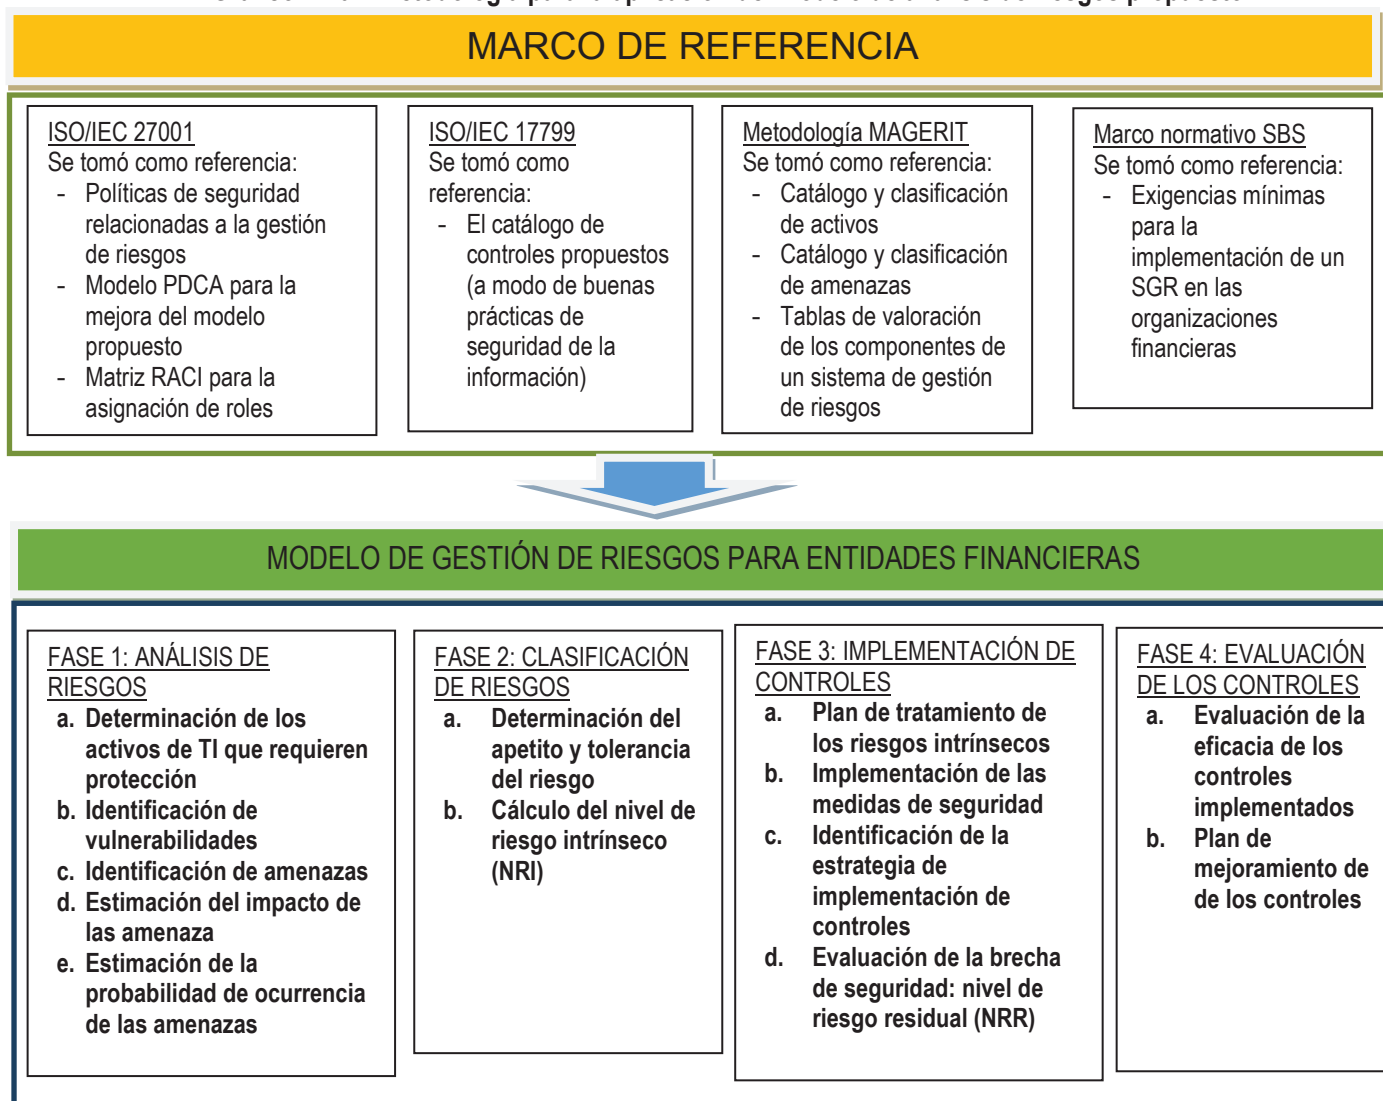 MARCO DE REFERENCIA
ISO/IEC 27001
Se tomó como referencia:
- Políticas de seguridad
relacionadas a la gestión
de riesgos
- Modelo PDCA para la
mejora del modelo
propuesto
- Matriz RACI para la
asignación de roles
ISO/IEC 17799
Se tomó como
referencia:
- El catálogo de
controles propuestos
(a modo de buenas
prácticas de
seguridad de la
información)
Metodología MAGERIT
Se tomó como referencia:
- Catálogo y clasificación
de activos
- Catálogo y clasificación
de amenazas
- Tablas de valoración
de los componentes de
un sistema de gestión
de riesgos
Marco normativo SBS
Se tomó como referencia:
- Exigencias mínimas
para la
implementación de un
SGR en las
organizaciones
financieras
MODELO DE GESTIÓN DE RIESGOS PARA ENTIDADES FINANCIERAS
FASE 1: ANÁLISIS DE
RIESGOS
a. Determinación de los
activos de TI que requieren
protección
b. Identificación de
vulnerabilidades
c. Identificación de amenazas
d. Estimación del impacto de
las amenaza
e. Estimación de la
probabilidad de ocurrencia
de las amenazas
FASE 2: CLASIFICACIÓN
DE RIESGOS
a. Determinación del
apetito y tolerancia
del riesgo
b. Cálculo del nivel de
riesgo intrínseco
(NRI)
FASE 3: IMPLEMENTACIÓN DE
CONTROLES
a. Plan de tratamiento de
los riesgos intrínsecos
b. Implementación de las
medidas de seguridad
c. Identificación de la
estrategia de
implementación de
controles
d. Evaluación de la brecha
de seguridad: nivel de
riesgo residual (NRR)
FASE 4: EVALUACIÓN
DE LOS CONTROLES
a. Evaluación de la
eficacia de los
controles
implementados
b. Plan de
mejoramiento de
de los controles